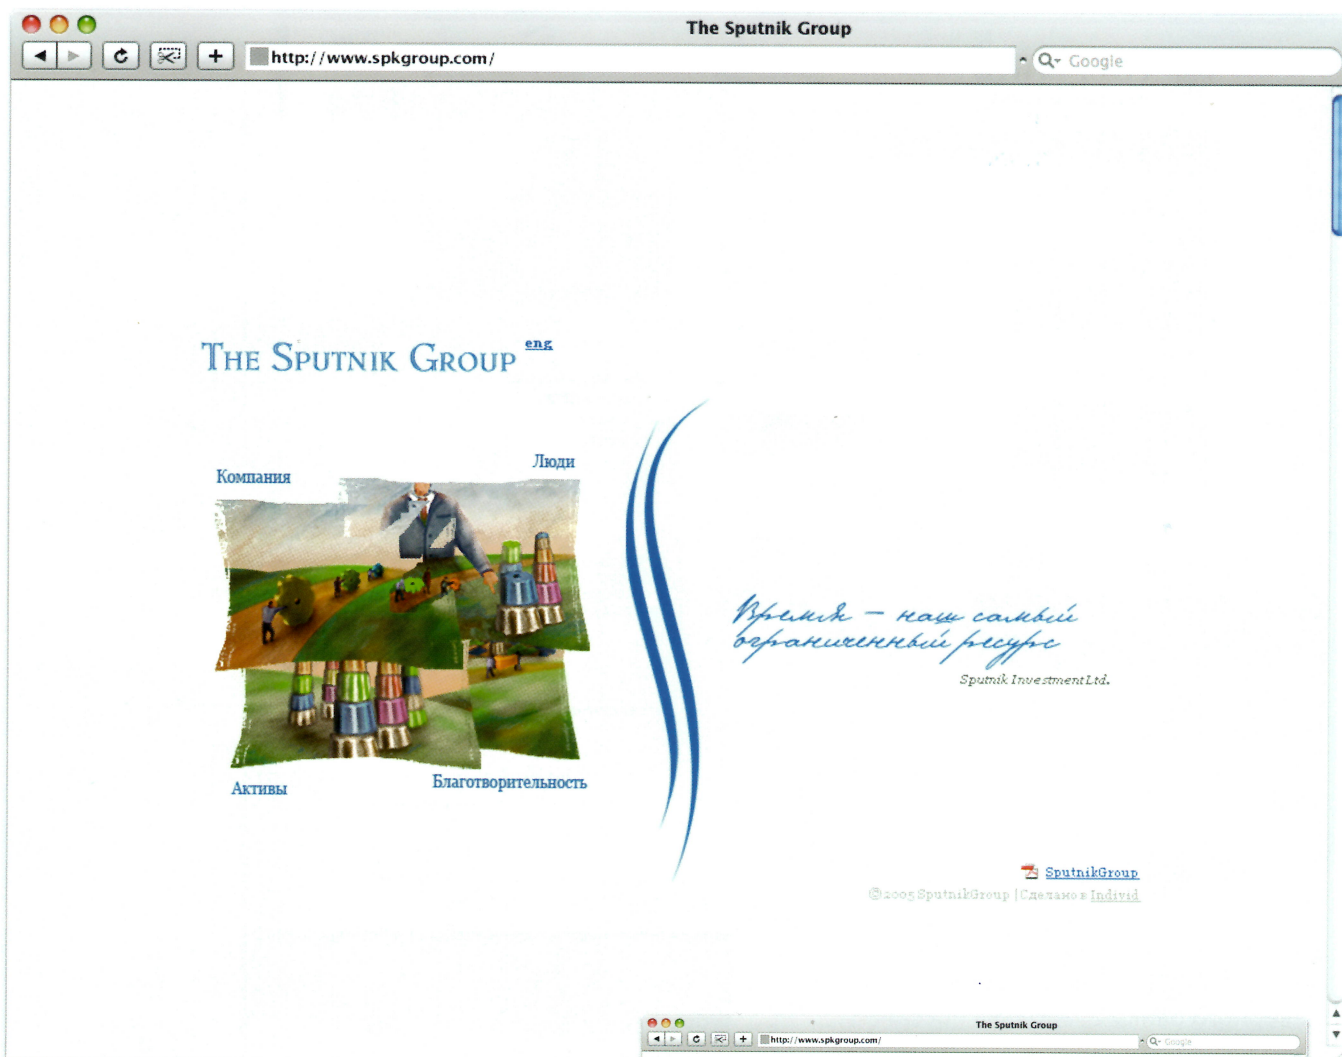 The Sputnik Group
http://www.spkgroup.com/
Google
THE SPUTNIK GROUP eng
Компания
Люди
Время — наш самый
ограниченный ресурс
Sputnik Investment Ltd.
Активы
Благотворительность
SputnikGroup
©2005 SputnikGroup | Сделано в Individ
The Sputnik Group
http://www.spkgroup.com/
Google